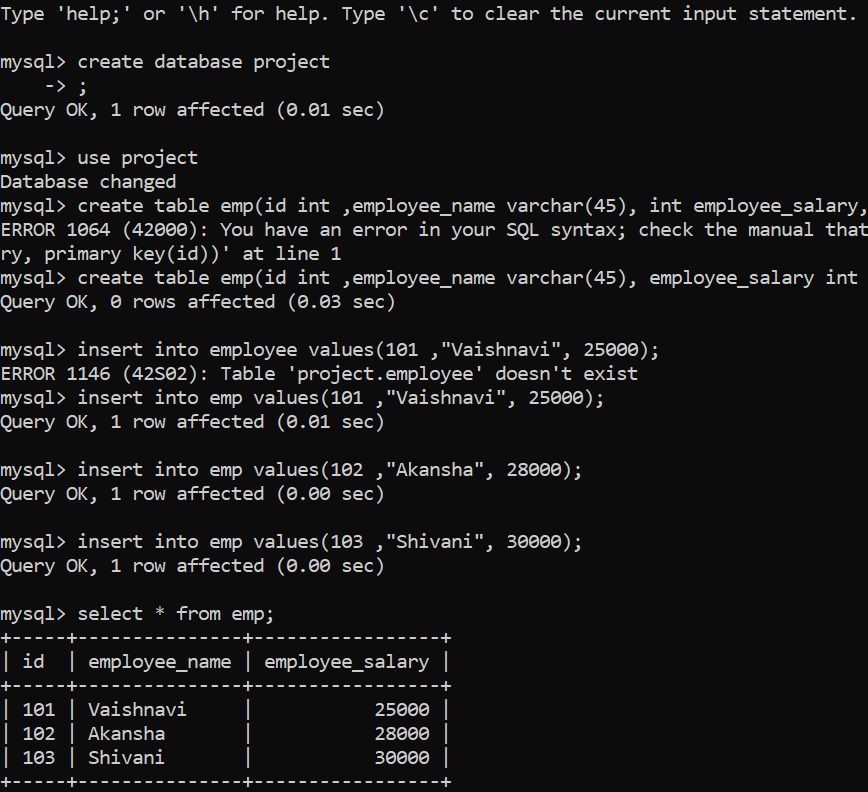 Type 'help;' or '\h' for help. Type '\c' to clear the current input statement.
mysql> create database project
    -> ;
Query OK, 1 row affected (0.01 sec)
mysql> use project
Database changed
mysql> create table emp(id int ,employee_name varchar(45), int employee_salary,
ERROR 1064 (42000): You have an error in your SQL syntax; check the manual that
ry, primary key(id))' at line 1
mysql> create table emp(id int ,employee_name varchar(45), employee_salary int
Query OK, 0 rows affected (0.03 sec)
mysql> insert into employee values(101 ,"Vaishnavi", 25000);
ERROR 1146 (42S02): Table 'project.employee' doesn't exist
mysql> insert into emp values(101 ,"Vaishnavi", 25000);
Query OK, 1 row affected (0.01 sec)
mysql> insert into emp values(102 ,"Akansha", 28000);
Query OK, 1 row affected (0.00 sec)
mysql> insert into emp values(103 ,"Shivani", 30000);
Query OK, 1 row affected (0.00 sec)
mysql> select * from emp;
+-----+---------------+-----------------+
| id  | employee_name | employee_salary |
+-----+---------------+-----------------+
| 101 | Vaishnavi     |           25000 |
| 102 | Akansha       |           28000 |
| 103 | Shivani       |           30000 |
+-----+---------------+-----------------+